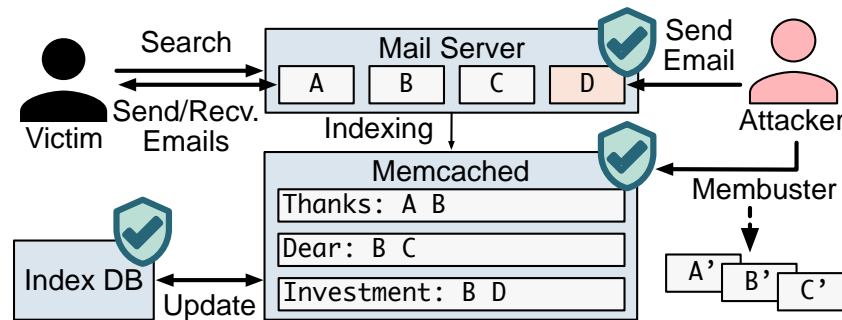 Search
Victim
Send/Recv.
Emails
Mail Server
A B C D
Send
Email
Attacker
Indexing
Memcached
Thanks: A B
Dear: B C
Investment: B D
Index DB
Update
Membuster
A’ B’ C’